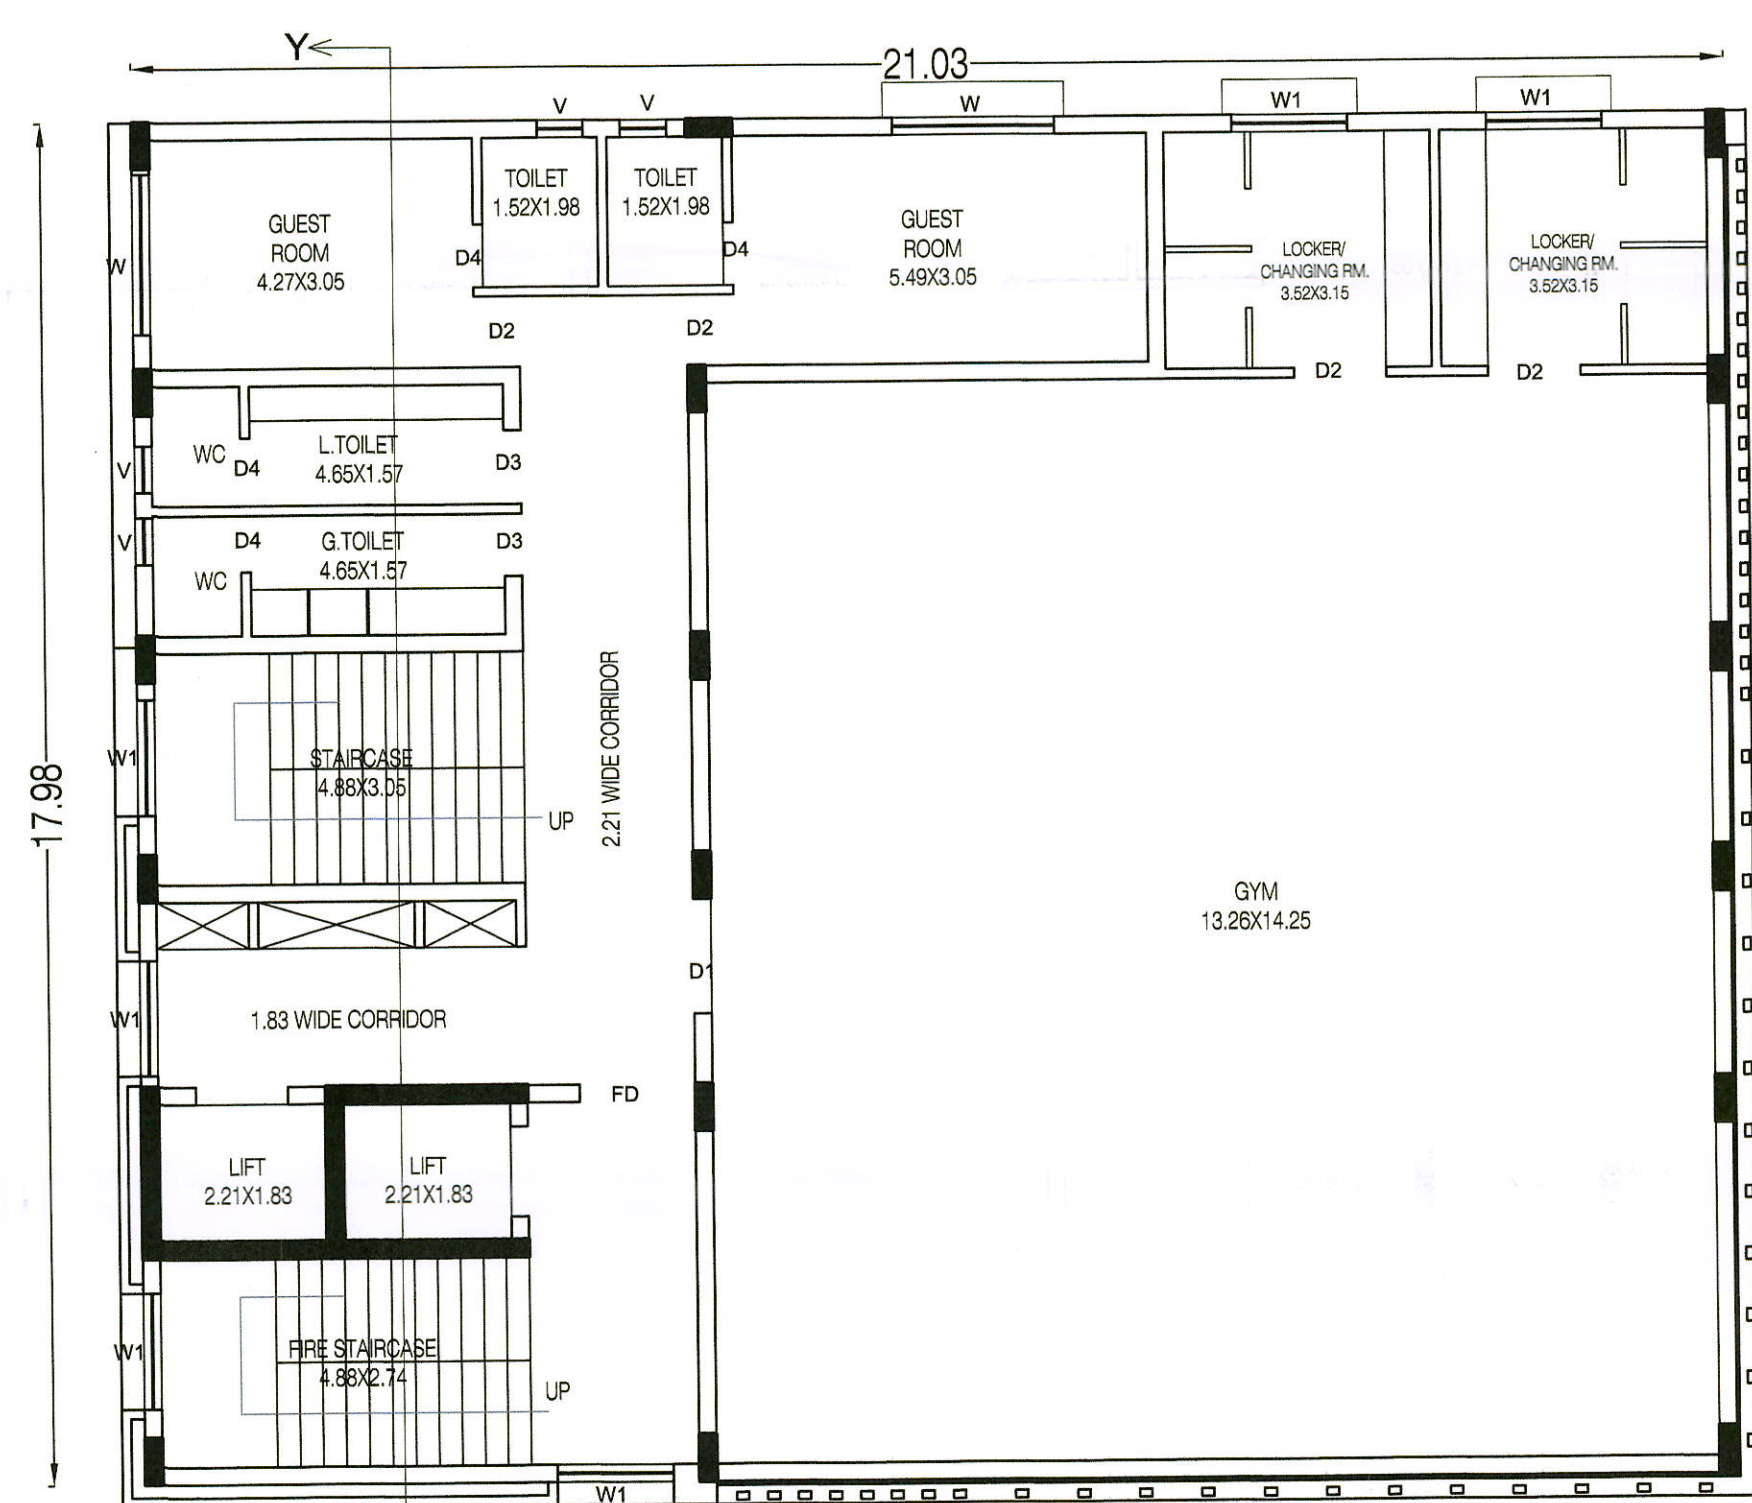 Y
21.03
V
V
W
W1
W1
TOILET
1.52X1.98
TOILET
1.52X1.98
GUEST
ROOM
4.27X3.05
GUEST
ROOM
5.49X3.05
LOCKER/
CHANGING RM.
3.52X3.15
LOCKER/
CHANGING RM.
3.52X3.15
W
D4
D4
D2
D2
D2
D2
L.TOILET
4.65X1.57
WC
D4
D3
V
V
D4
G.TOILET
4.65X1.57
D3
WC
17.98
W1
STAIRCASE
4.88X3.05
UP
2.21 WIDE CORRIDOR
GYM
13.26X14.25
D1
W1
1.83 WIDE CORRIDOR
FD
LIFT
2.21X1.83
LIFT
2.21X1.83
W1
FIRE STAIRCASE
4.88X2.74
UP
W1